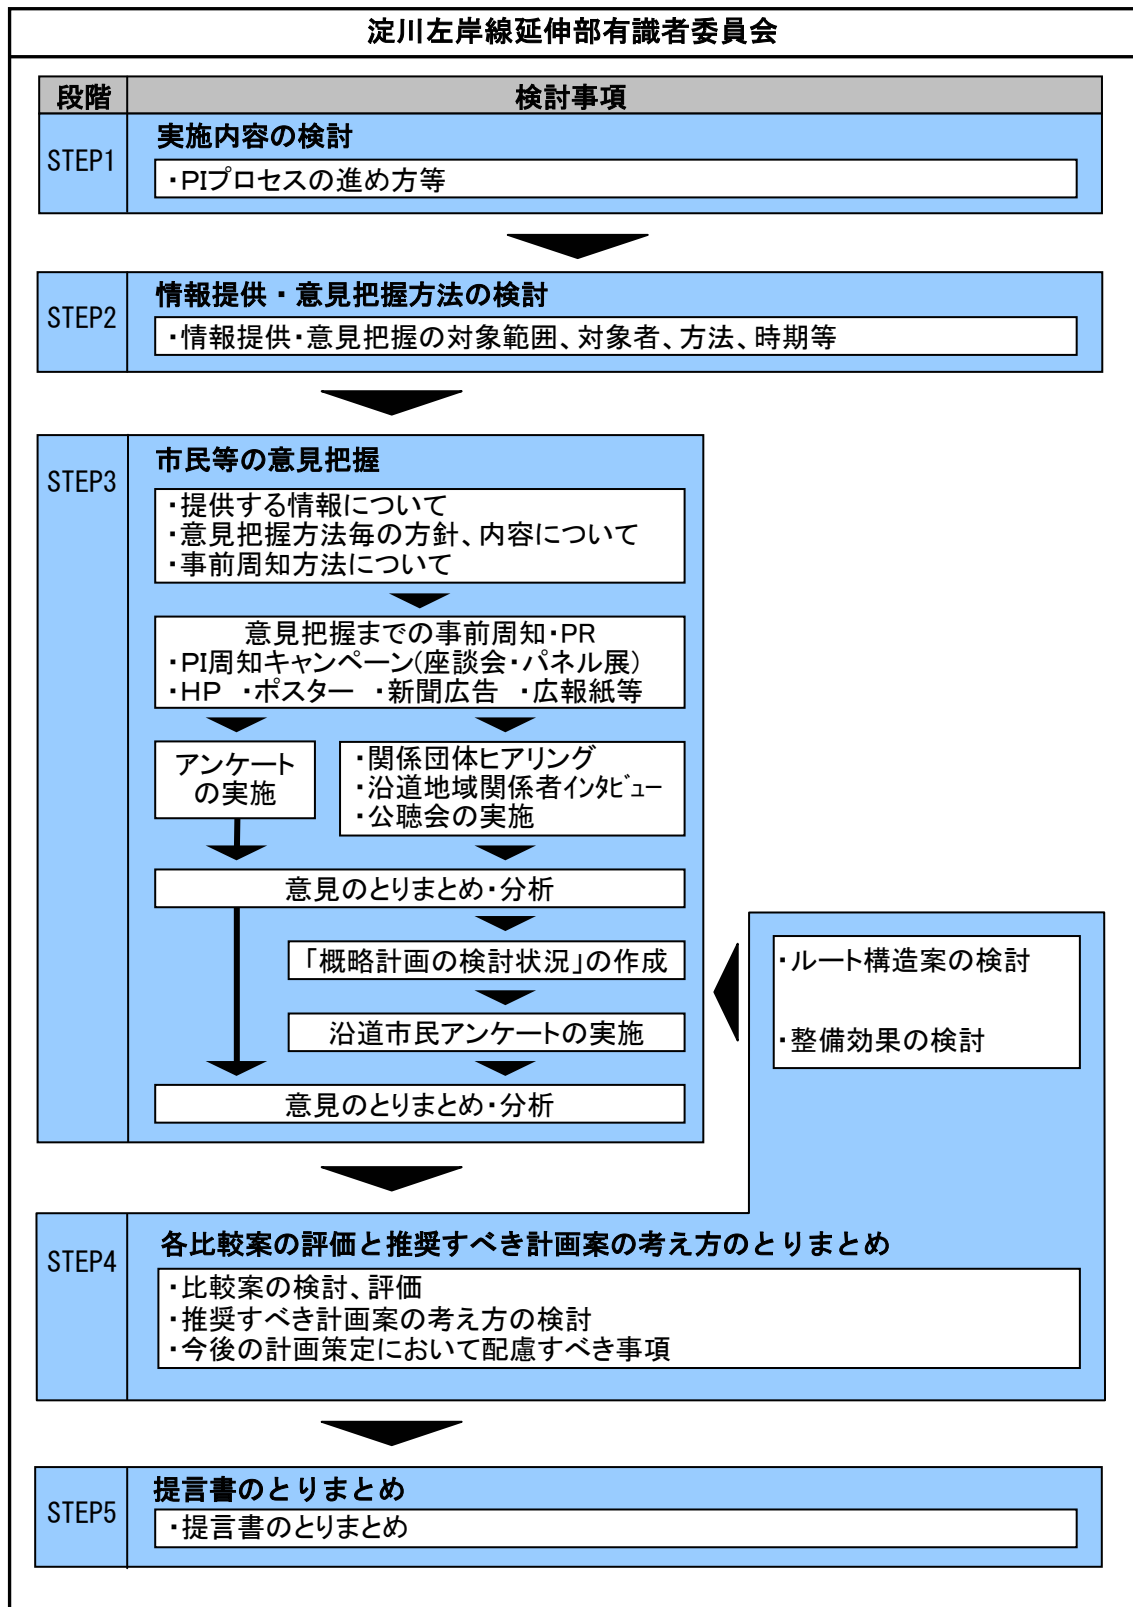 淀川左岸線延伸部有識者委員会
段階 検討事項
STEP1
実施内容の検討
・PIプロセスの進め方等
STEP2
情報提供・意見把握方法の検討
・情報提供・意見把握の対象範囲、対象者、方法、時期等
STEP3
市民等の意見把握
・提供する情報について
・意見把握方法毎の方針、内容について
・事前周知方法について
意見把握までの事前周知・PR
・PI周知キャンペーン(座談会・パネル展)
・HP ・ポスター ・新聞広告 ・広報紙等
アンケート
の実施
・関係団体ヒアリング
・沿道地域関係者ｲﾝﾀﾋﾞｭｰ
・公聴会の実施
意見のとりまとめ・分析
「概略計画の検討状況」の作成
沿道市民アンケートの実施
意見のとりまとめ・分析
・ルート構造案の検討
・整備効果の検討
STEP4
各比較案の評価と推奨すべき計画案の考え方のとりまとめ
・比較案の検討、評価
・推奨すべき計画案の考え方の検討
・今後の計画策定において配慮すべき事項
STEP5
提言書のとりまとめ
・提言書のとりまとめ